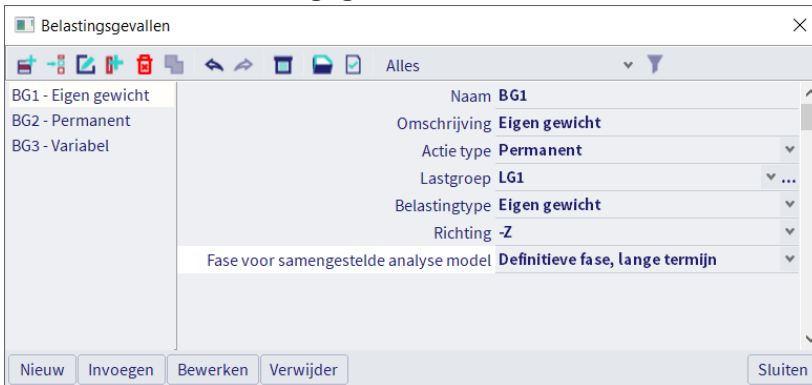 Belastingsgevallen
Alles
BG1 - Eigen gewicht
BG2 - Permanent
BG3 - Variabel
Naam BG1
Omschrijving Eigen gewicht
Actie type Permanent
Lastgroep LG1 ...
Belastingtype Eigen gewicht
Richting -Z
Fase voor samengestelde analyse model Definitieve fase, lange termijn
Nieuw Invoegen Bewerken Verwijder Sluiten